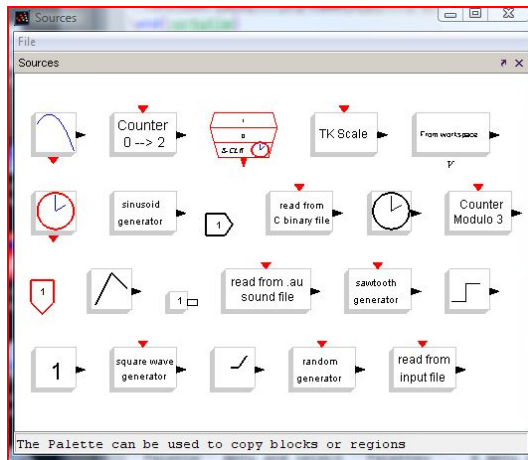 Sources
File
Sources
Counter
0 --> 2
S-CLK
TK Scale
From workspace
V
sinusoid
generator
1
read from
C binary file
Counter
Modulo 3
1
1
read from .au
sound file
sawtooth
generator
1
square wave
generator
random
generator
read from
input file
The Palette can be used to copy blocks or regions